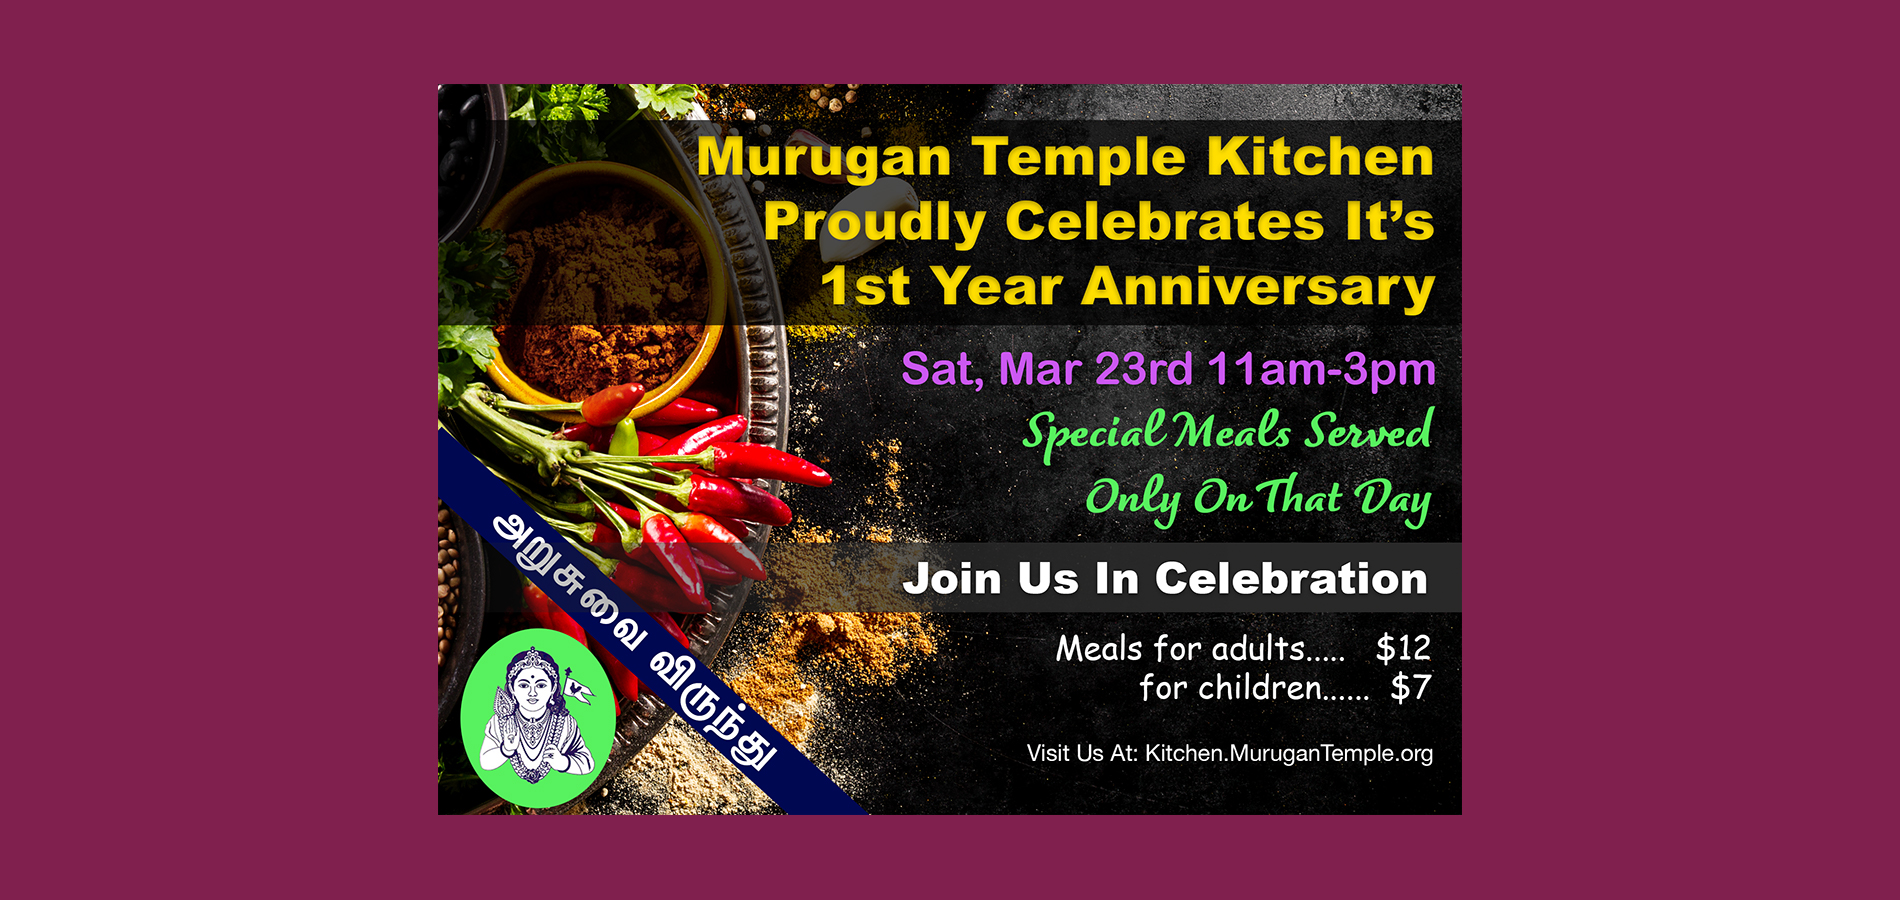 Murugan Temple Kitchen
Proudly Celebrates It’s
1st Year Anniversary
Sat, Mar 23rd 11am-3pm
Special Meals Served
Only On That Day
Join Us In Celebration
Meals for adults..... $12
for children...... $7
Visit Us At: Kitchen.MuruganTemple.org
அறுசுவை விருந்து